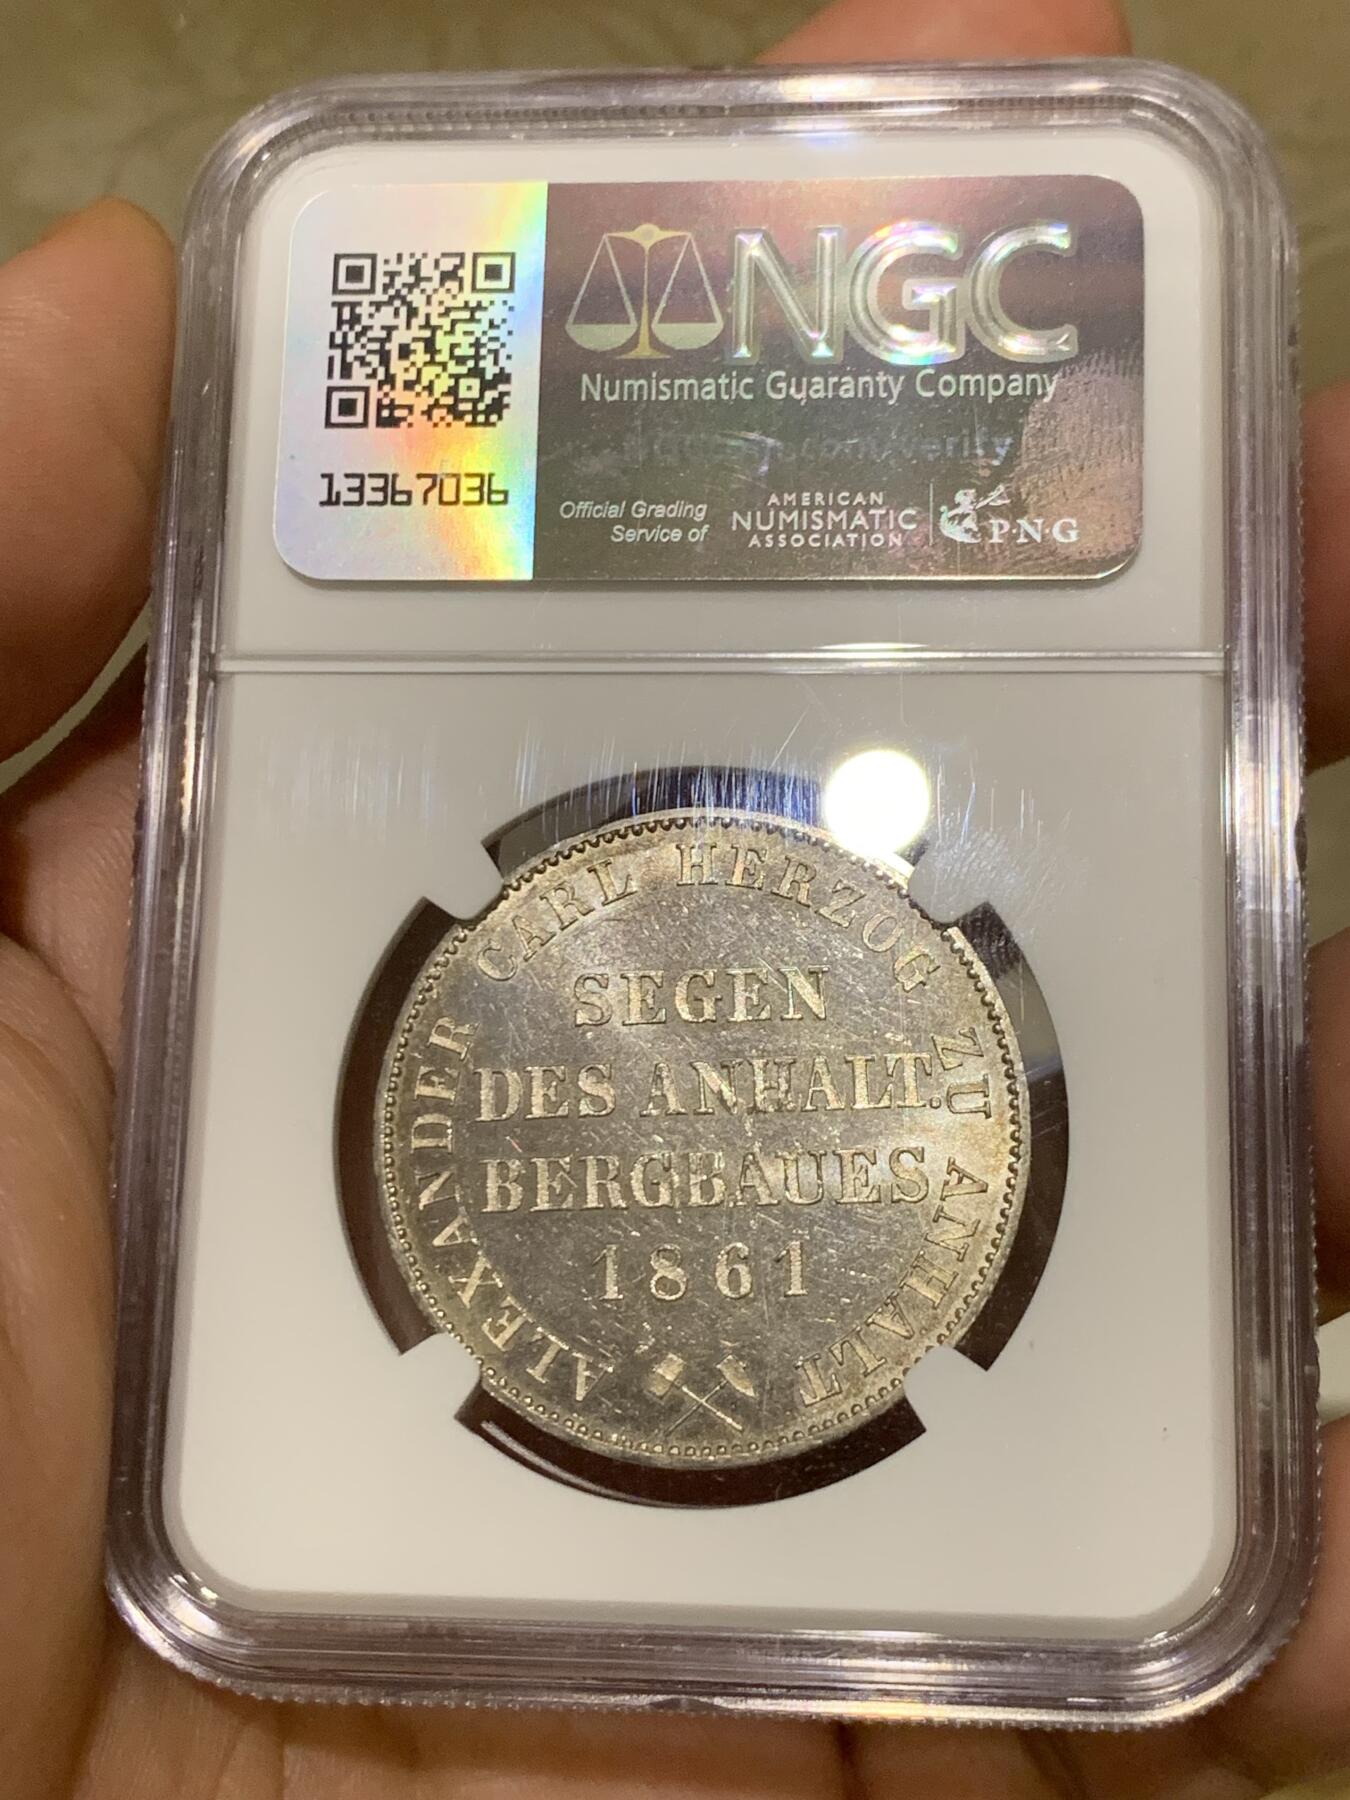 NGC
Numismatic Guaranty Company
13367036
Official Grading
Service of
AMERICAN
NUMISMATIC
ASSOCIATION
PNG
ALEXANDER CARL HERZOG ZU ANHALT
SEGEN
DES ANHALT.
BERGBAUES
1861